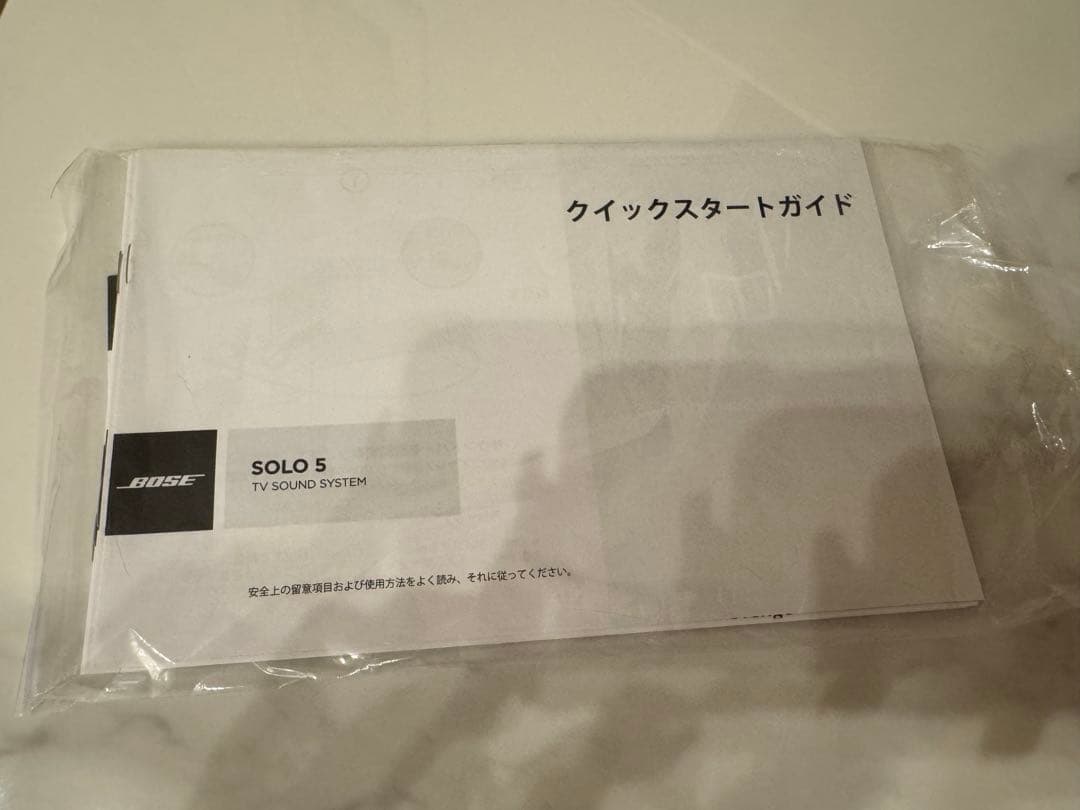 クイックスタートガイド
BOSE
SOLO 5
TV SOUND SYSTEM
安全上の留意項目および使用方法をよく読み、それに従ってください。